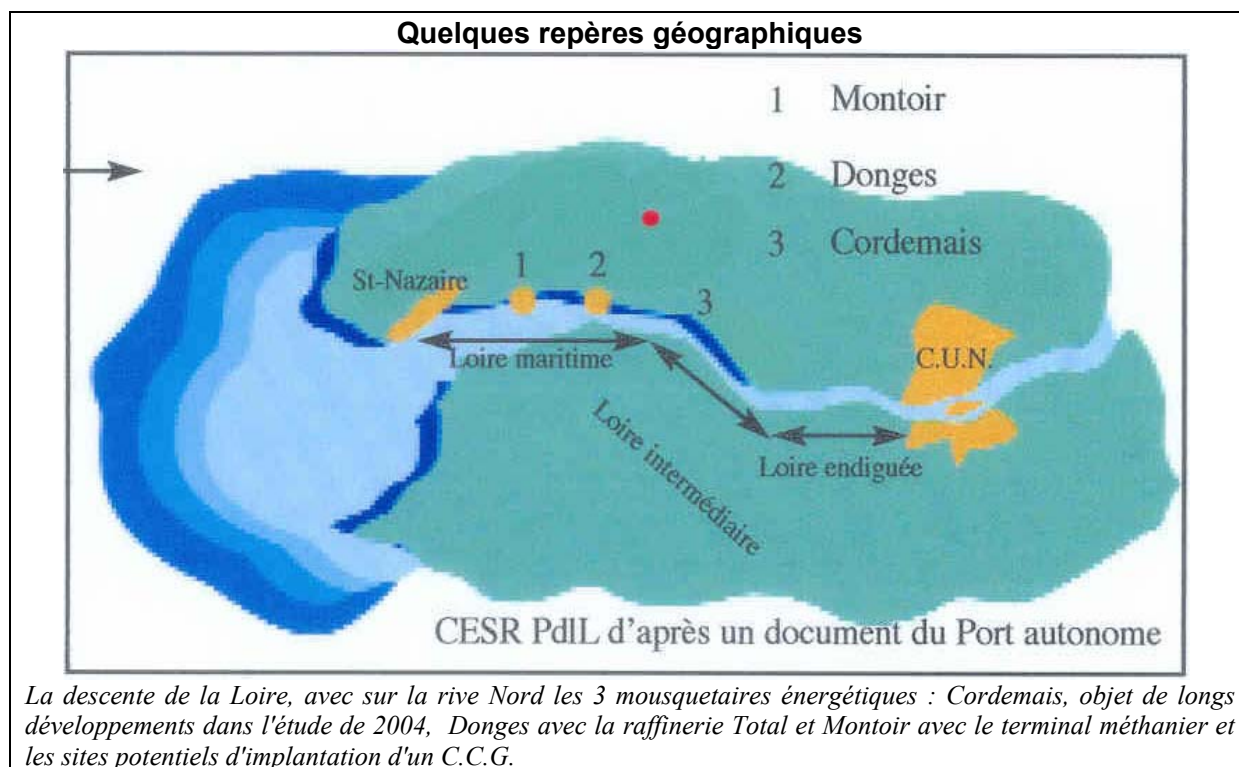 Quelques repères géographiques
1 Montoir
2 Donges
3 Cordemais
St-Nazaire
1
2
3
Loire maritime
C.U.N.
Loire intermédiaire
Loire endiguée
CESR PdlL d'après un document du Port autonome
La descente de la Loire, avec sur la rive Nord les 3 mousquetaires énergétiques : Cordemais, objet de longs
développements dans l'étude de 2004, Donges avec la raffinerie Total et Montoir avec le terminal méthanier et
les sites potentiels d'implantation d'un C.C.G.